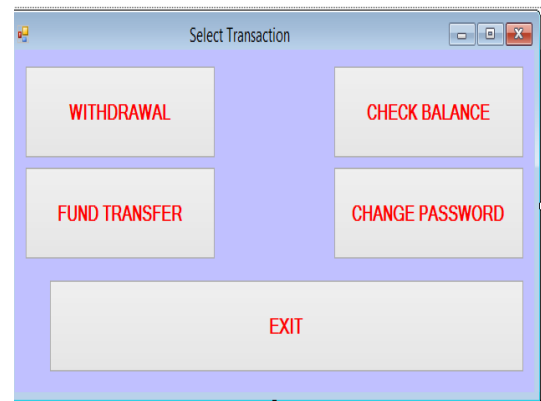 Select Transaction
WITHDRAWAL
CHECK BALANCE
FUND TRANSFER
CHANGE PASSWORD
EXIT